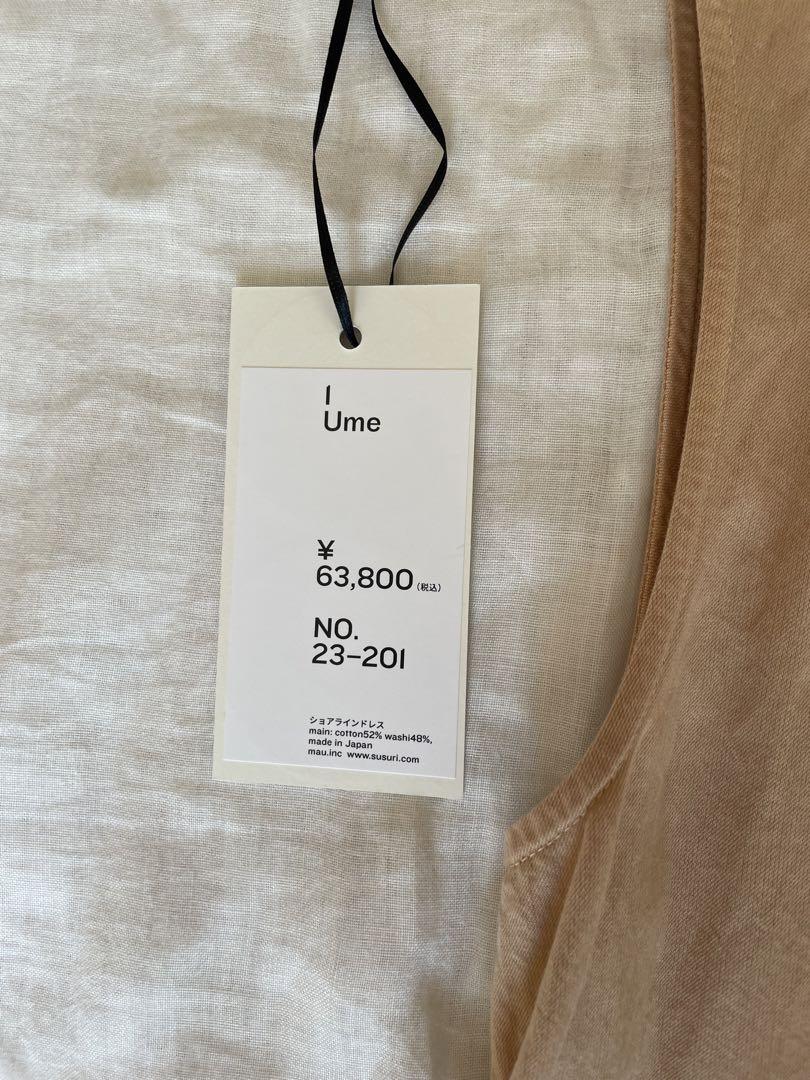 1
Ume
¥
63,800(税込)
NO.
23-201
ショアラインドレス
main: cotton52% washi48%,
made in Japan
mau.inc www.susuri.com